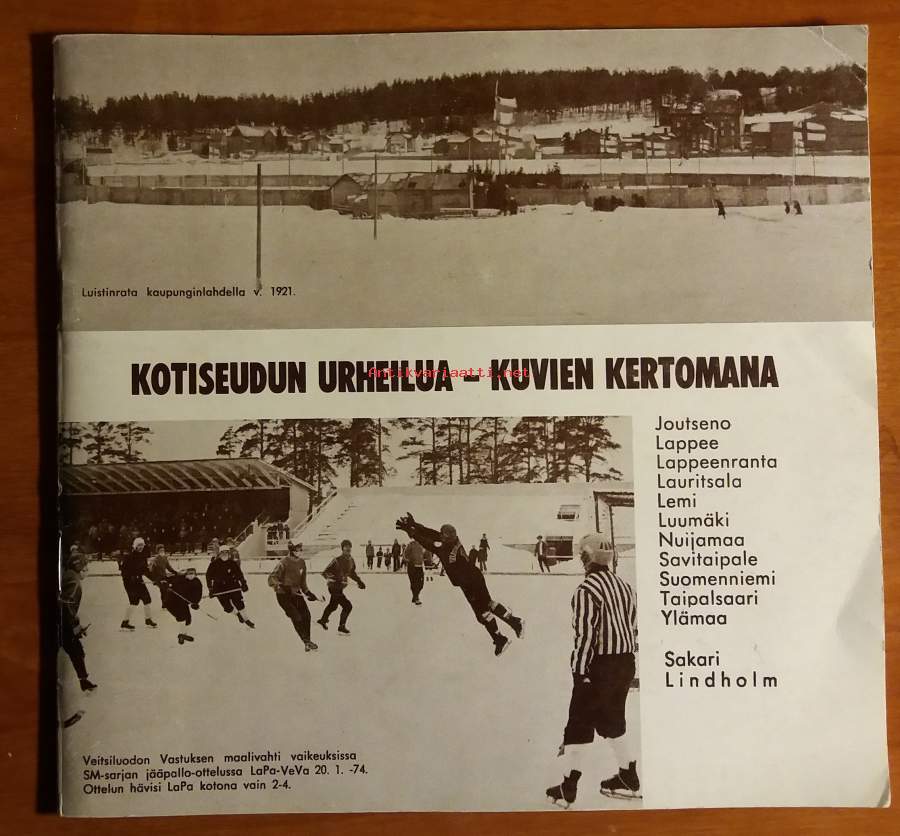 Luistinrata kaupunginlahdella v. 1921.
KOTISEUDUN URHEILUA – KUVIEN KERTOMANA
Antikvariaatti.net
Joutseno
Lappee
Lappeenranta
Lauritsala
Lemi
Luumäki
Nuijamaa
Savitaipale
Suomenniemi
Taipalsaari
Ylämaa
Sakari
Lindholm
Veitsiluodon Vastuksen maalivahti vaikeuksissa
SM-sarjan jääpallo-ottelussa LaPa-VeVa 20. 1. -74.
Ottelun hävisi LaPa kotona vain 2-4.